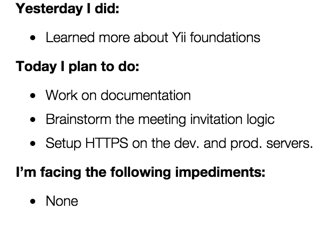 Yesterday I did:
• Learned more about Yii foundations
Today I plan to do:
• Work on documentation
• Brainstorm the meeting invitation logic
• Setup HTTPS on the dev. and prod. servers.
I'm facing the following impediments:
• None